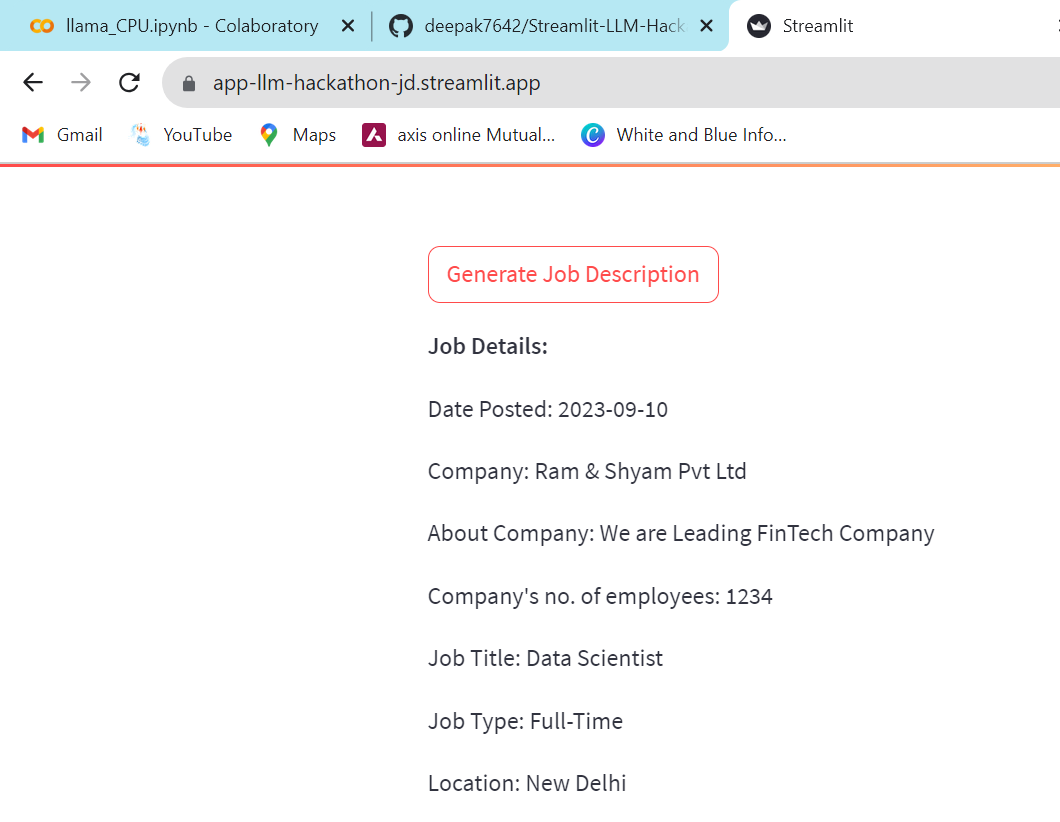 llama_CPU.ipynb - Colaboratory
deepak7642/Streamlit-LLM-Hack
Streamlit
app-llm-hackathon-jd.streamlit.app
Gmail
YouTube
Maps
axis online Mutual...
White and Blue Info...
Generate Job Description
Job Details:
Date Posted: 2023-09-10
Company: Ram & Shyam Pvt Ltd
About Company: We are Leading FinTech Company
Company's no. of employees: 1234
Job Title: Data Scientist
Job Type: Full-Time
Location: New Delhi